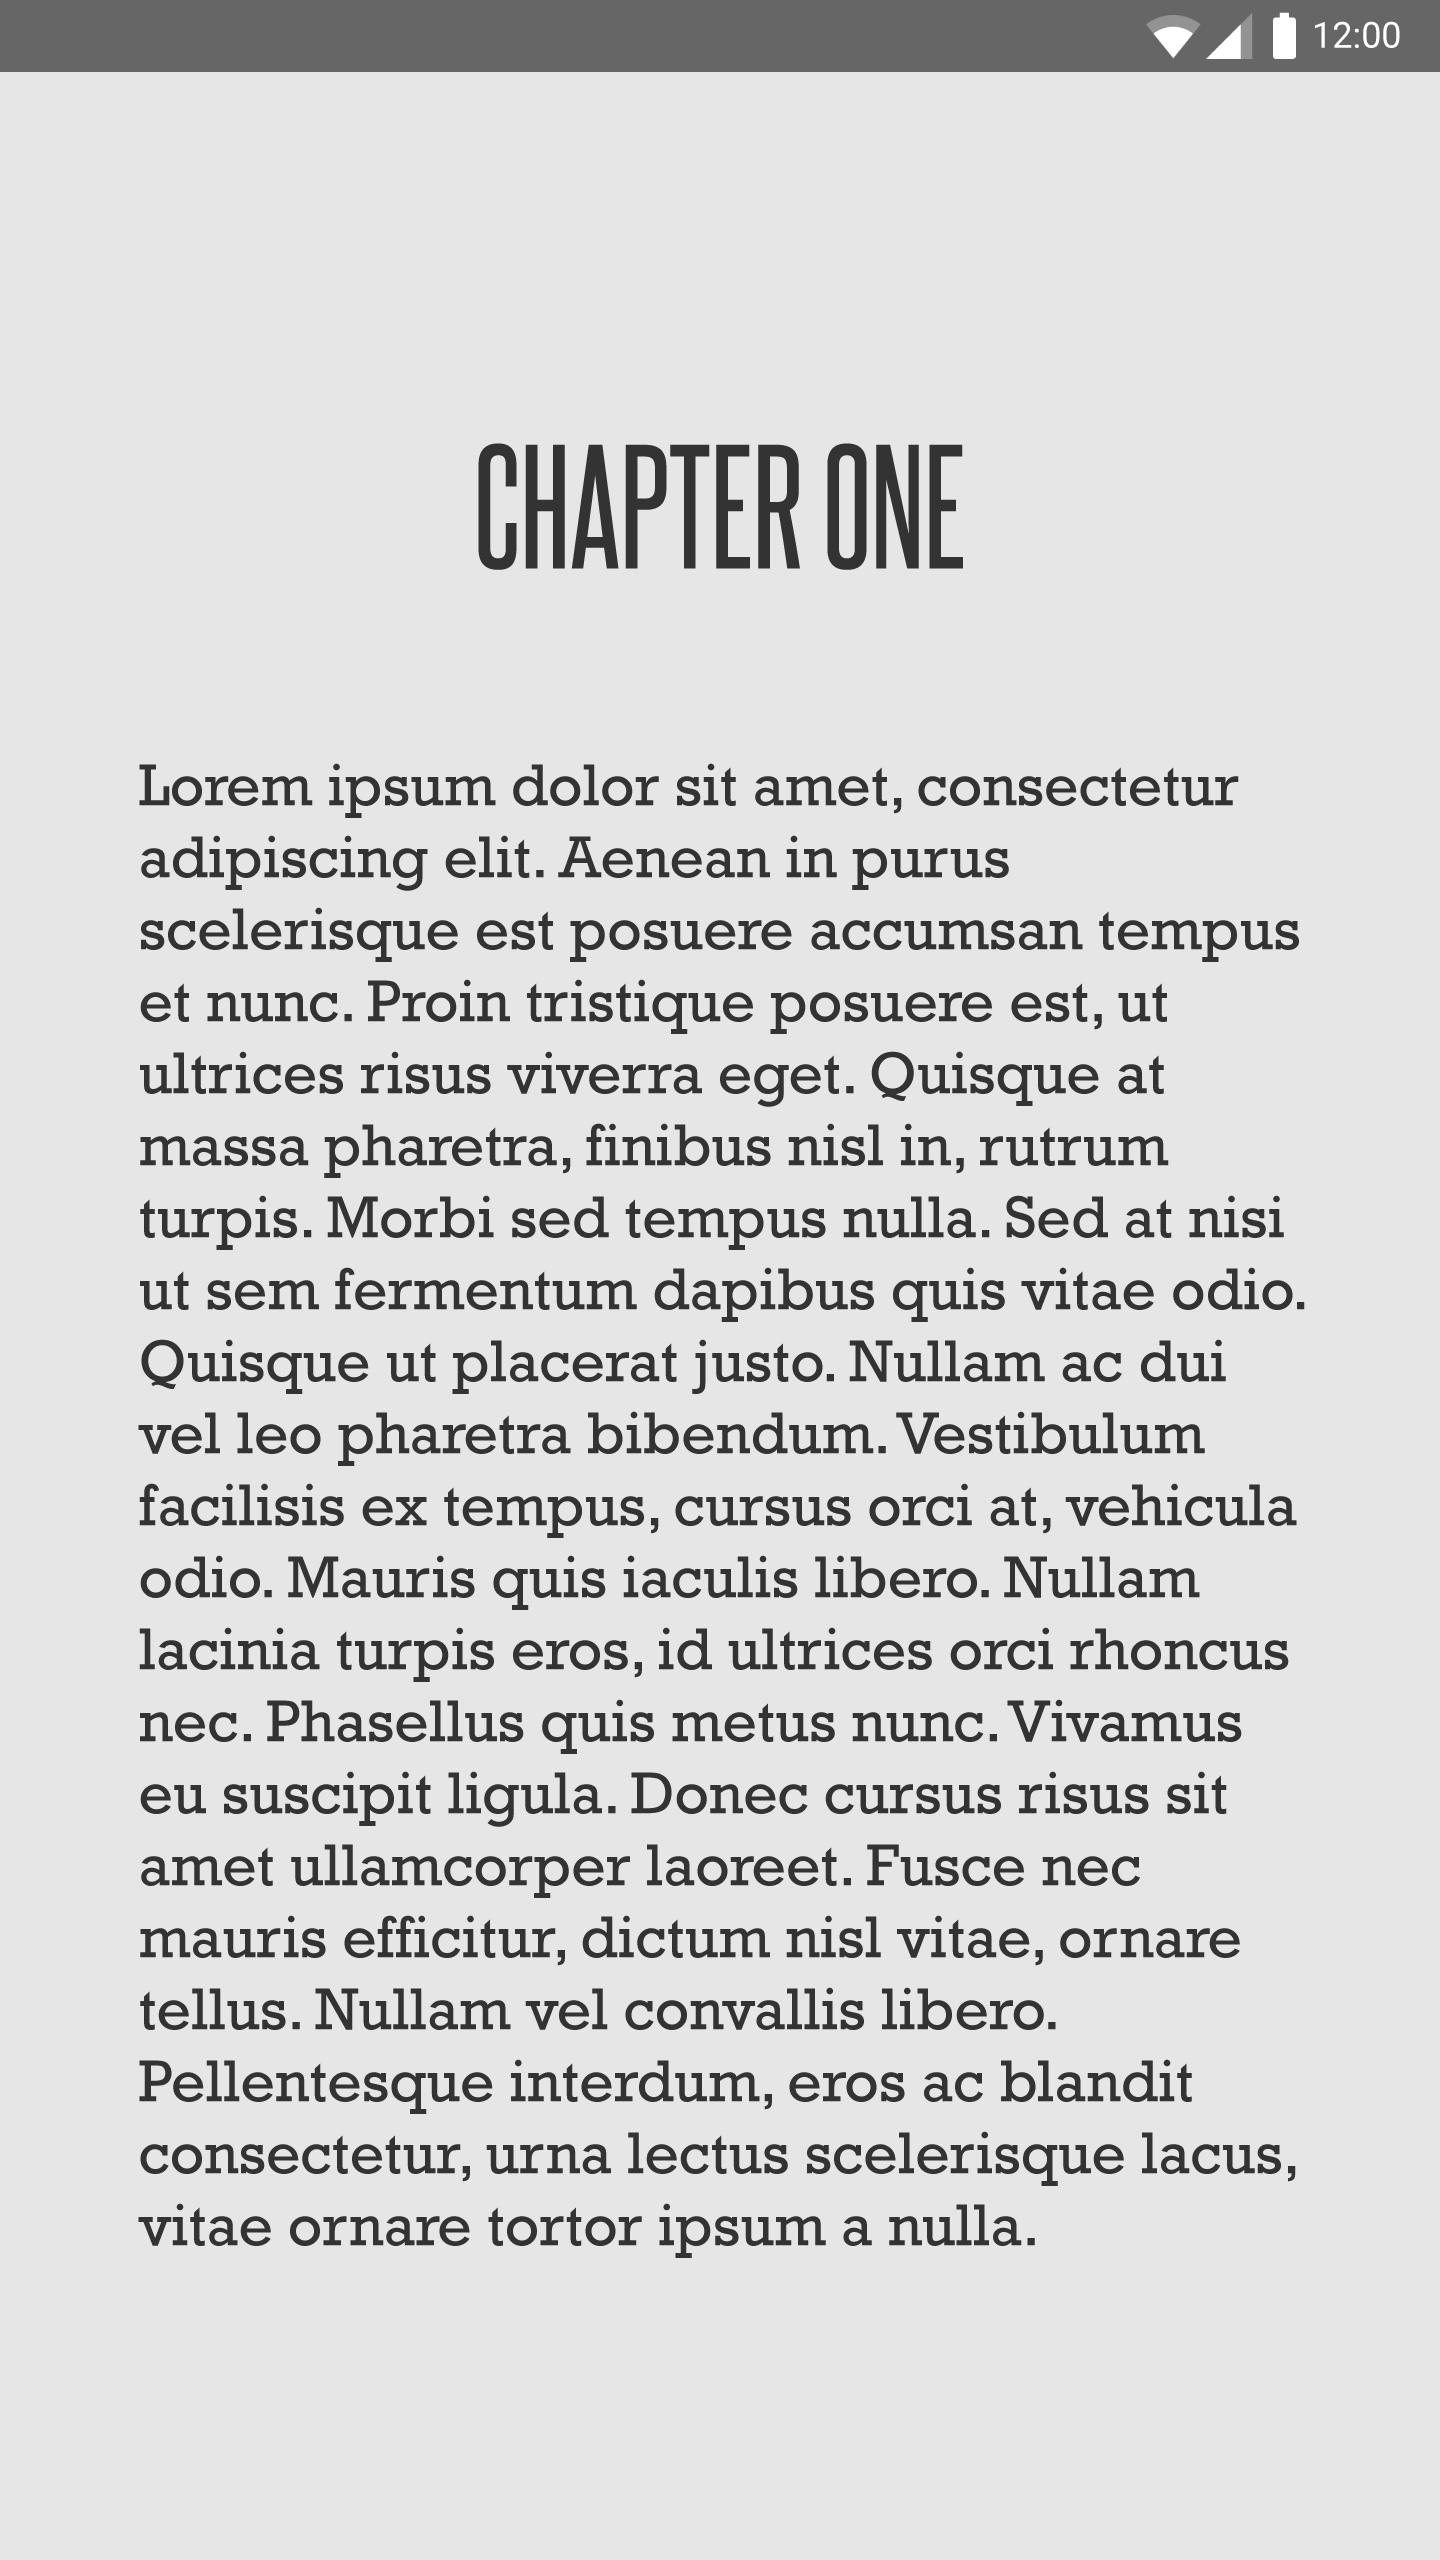 12:00
CHAPTER ONE
Lorem ipsum dolor sit amet, consectetur
adipiscing elit. Aenean in purus
scelerisque est posuere accumsan tempus
et nunc. Proin tristique posuere est, ut
ultrices risus viverra eget. Quisque at
massa pharetra, finibus nisl in, rutrum
turpis. Morbi sed tempus nulla. Sed at nisi
ut sem fermentum dapibus quis vitae odio.
Quisque ut placerat justo. Nullam ac dui
vel leo pharetra bibendum. Vestibulum
facilisis ex tempus, cursus orci at, vehicula
odio. Mauris quis iaculis libero. Nullam
lacinia turpis eros, id ultrices orci rhoncus
nec. Phasellus quis metus nunc. Vivamus
eu suscipit ligula. Donec cursus risus sit
amet ullamcorper laoreet. Fusce nec
mauris efficitur, dictum nisl vitae, ornare
tellus. Nullam vel convallis libero.
Pellentesque interdum, eros ac blandit
consectetur, urna lectus scelerisque lacus,
vitae ornare tortor ipsum a nulla.